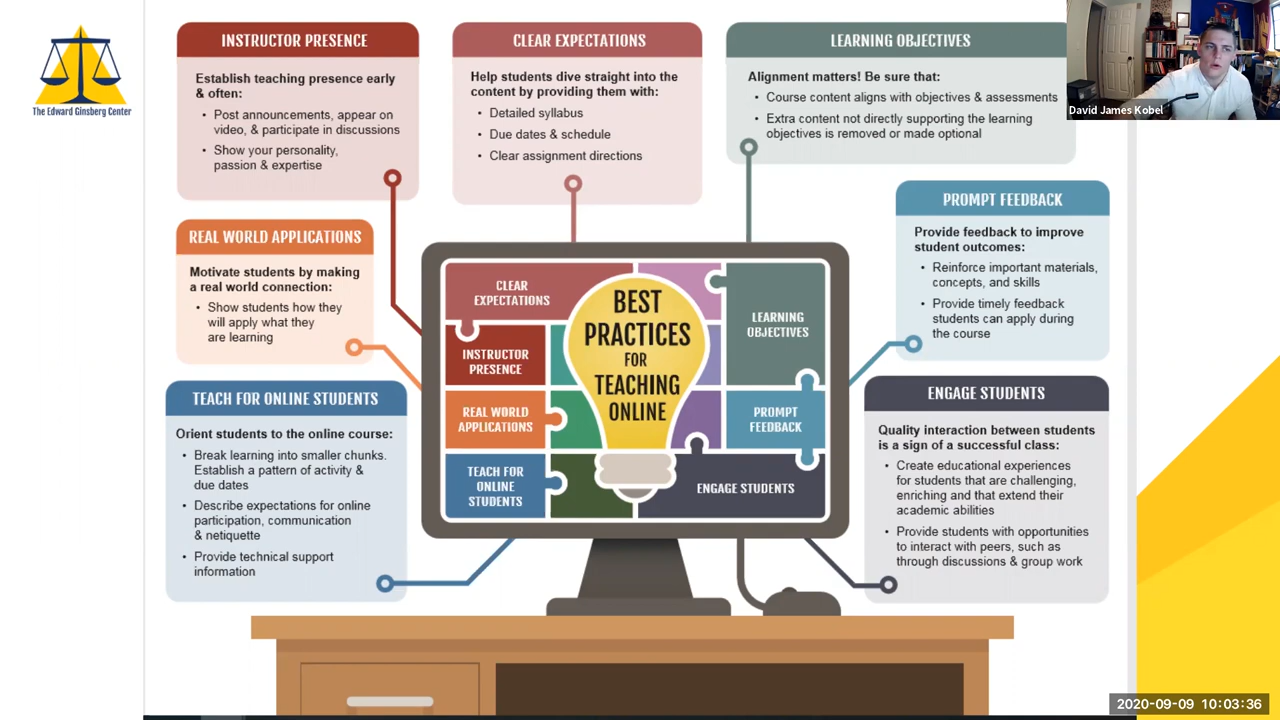 The Edward Ginsberg Center
INSTRUCTOR PRESENCE
Establish teaching presence early
& often:
• Post announcements, appear on
video, & participate in discussions
• Show your personality,
passion & expertise
CLEAR EXPECTATIONS
Help students dive straight into the
content by providing them with:
• Detailed syllabus
• Due dates & schedule
• Clear assignment directions
LEARNING OBJECTIVES
Alignment matters! Be sure that:
• Course content aligns with objectives & assessments
• Extra content not directly supporting the learning
objectives is removed or made optional
David James Kobel
REAL WORLD APPLICATIONS
Motivate students by making
a real world connection:
• Show students how they
will apply what they
are learning
PROMPT FEEDBACK
Provide feedback to improve
student outcomes:
• Reinforce important materials,
concepts, and skills
• Provide timely feedback
students can apply during
the course
TEACH FOR ONLINE STUDENTS
Orient students to the online course:
• Break learning into smaller chunks.
Establish a pattern of activity &
due dates
• Describe expectations for online
participation, communication
& netiquette
• Provide technical support
information
ENGAGE STUDENTS
Quality interaction between students
is a sign of a successful class:
• Create educational experiences
for students that are challenging,
enriching and that extend their
academic abilities
• Provide students with opportunities
to interact with peers, such as
through discussions & group work
CLEAR
EXPECTATIONS
INSTRUCTOR
PRESENCE
REAL WORLD
APPLICATIONS
TEACH FOR
ONLINE
STUDENTS
BEST
PRACTICES
FOR
TEACHING
ONLINE
LEARNING
OBJECTIVES
PROMPT
FEEDBACK
ENGAGE STUDENTS
2020-09-09 10:03:36